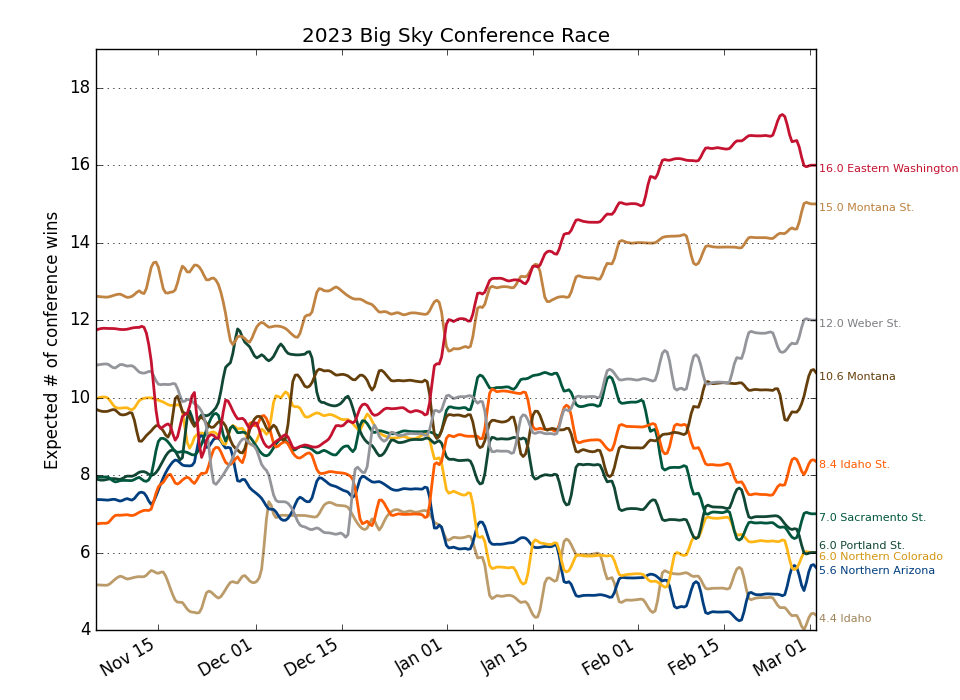 2023 Big Sky Conference Race
Expected # of conference wins
18
16
14
12
10
8
6
4
Nov 15
Dec 01
Dec 15
Jan 01
Jan 15
Feb 01
Feb 15
Mar 01
16.0 Eastern Washington
15.0 Montana St.
12.0 Weber St.
10.6 Montana
8.4 Idaho St.
7.0 Sacramento St.
6.0 Portland St.
6.0 Northern Colorado
5.6 Northern Arizona
4.4 Idaho